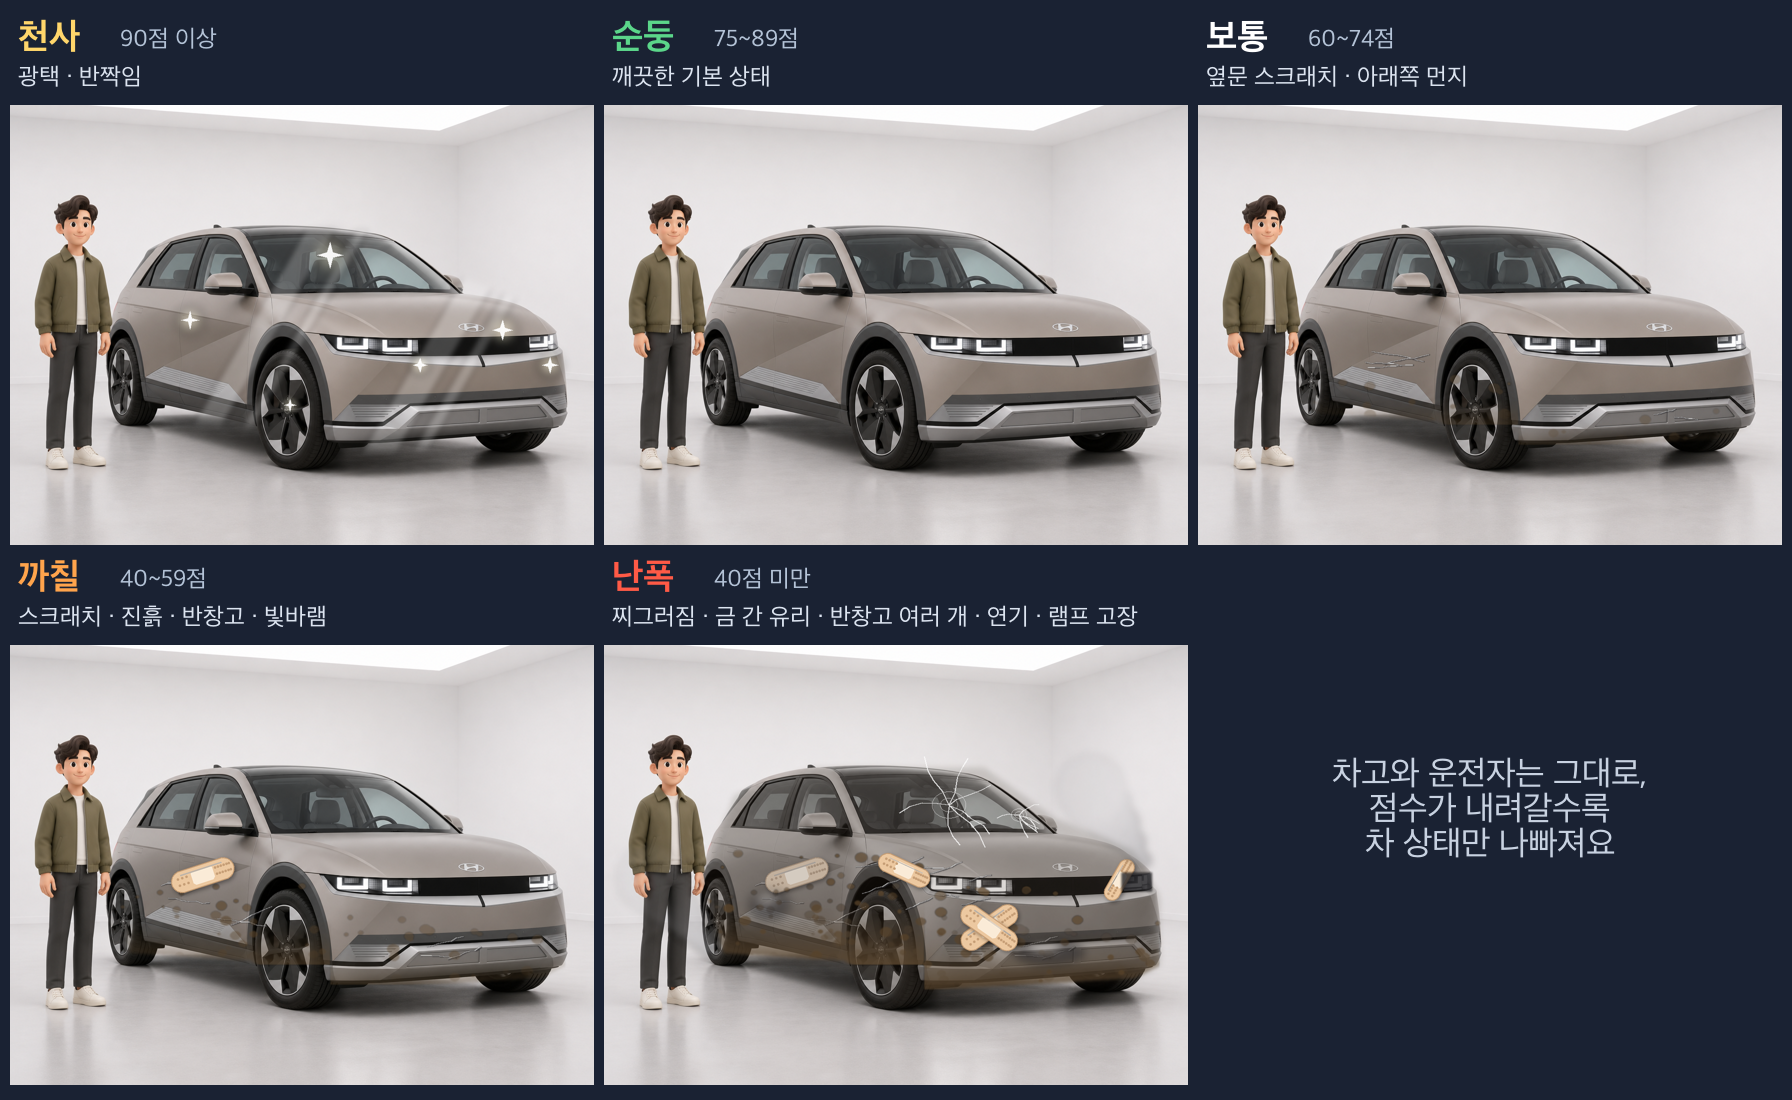 천사 90점 이상
광택 · 반짝임
순둥 75~89점
깨끗한 기본 상태
보통 60~74점
옆문 스크래치 · 아래쪽 먼지
까칠 40~59점
스크래치 · 진흙 · 반창고 · 빛바램
난폭 40점 미만
찌그러짐 · 금 간 유리 · 반창고 여러 개 · 연기 · 램프 고장
차고와 운전자는 그대로,
점수가 내려갈수록
차 상태만 나빠져요